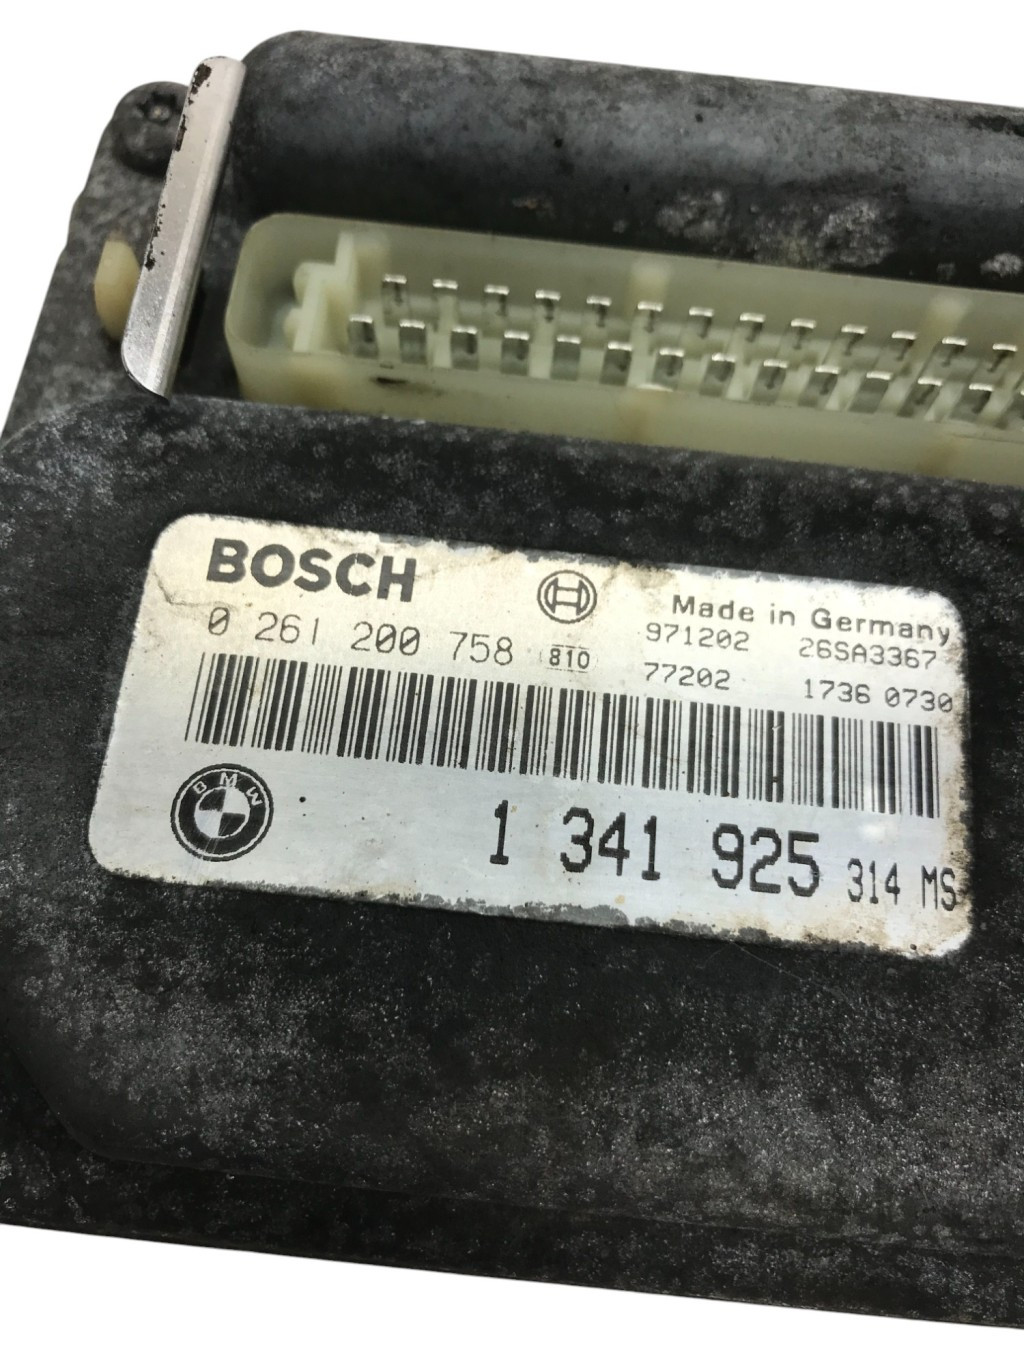 BOSCH
Made in Germany
0 261 200 758 810 971202 26SA3367
77202 1736 0730
BMW
1 341 925 314 MS